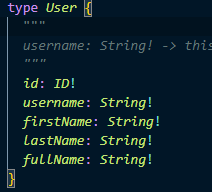 type User {
"""
username: String! -> this
"""
id: ID!
username: String!
firstName: String!
lastName: String!
fullName: String!
}